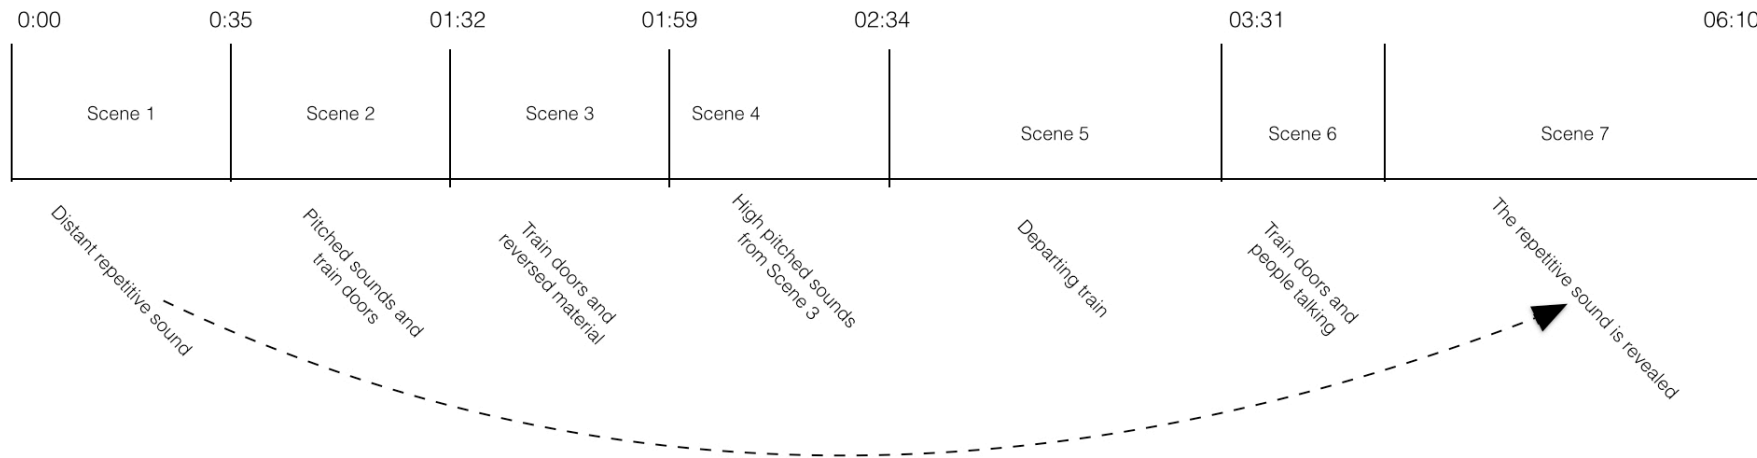 0:00
0:35
01:32
01:59
02:34
03:31
06:10
Scene 1
Scene 2
Scene 3
Scene 4
Scene 5
Scene 6
Scene 7
Distant repetitive sound
Pitched sounds and
train doors
Train doors and
reversed material
High pitched sounds
from Scene 3
Departing train
Train doors and
people talking
The repetitive sound is revealed